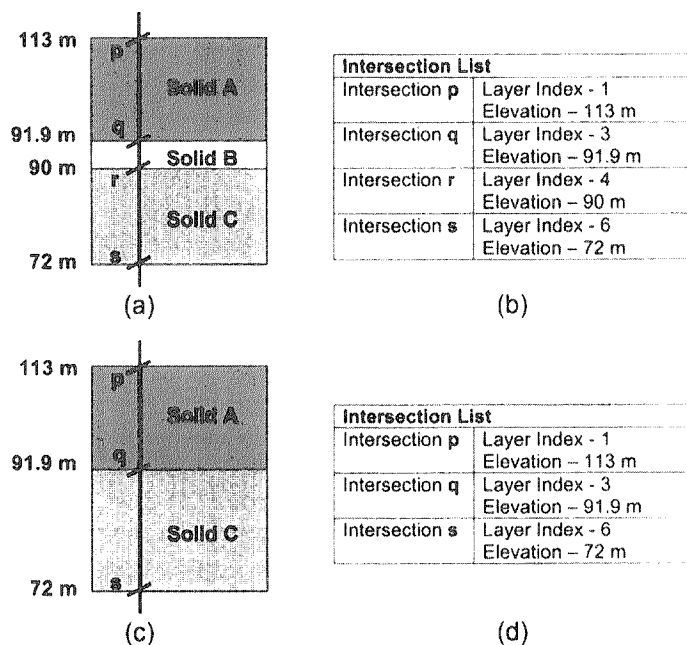 113 m
p
Solid A
q
91.9 m
Solid B
90 m
r
Solid C
s
72 m
(a)
Intersection List
Intersection p Layer Index - 1
Elevation – 113 m
Intersection q Layer Index - 3
Elevation – 91.9 m
Intersection r Layer Index - 4
Elevation – 90 m
Intersection s Layer Index - 6
Elevation – 72 m
(b)
113 m
p
Solid A
q
91.9 m
Solid C
s
72 m
(c)
Intersection List
Intersection p Layer Index - 1
Elevation – 113 m
Intersection q Layer Index - 3
Elevation – 91.9 m
Intersection s Layer Index - 6
Elevation – 72 m
(d)